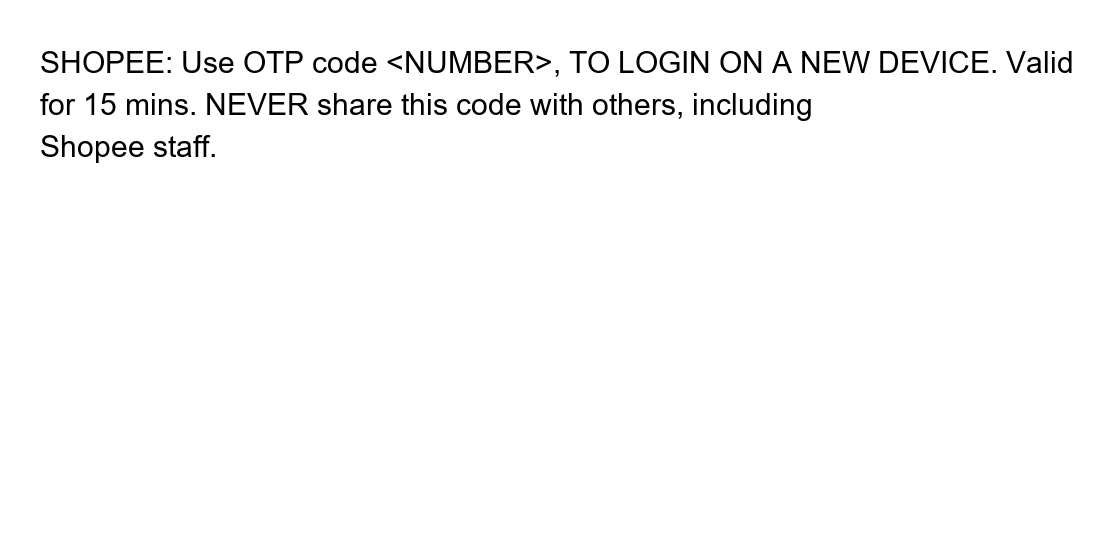 SHOPEE: Use OTP code <NUMBER>, TO LOGIN ON A NEW DEVICE. Valid
for 15 mins. NEVER share this code with others, including
Shopee staff.